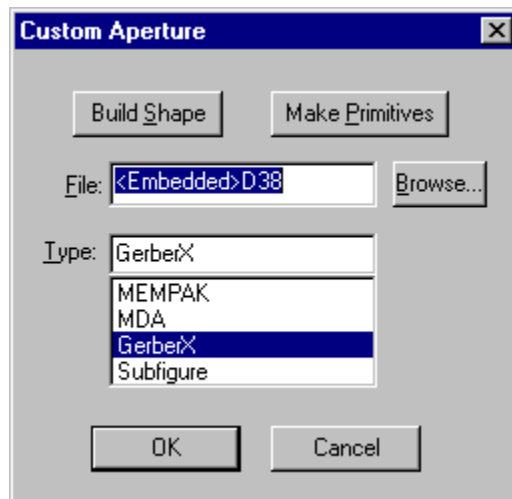 Custom Aperture
Build Shape Make Primitives
File: <Embedded>D38 Browse...
Type: GerberX
MEMPAK
MDA
GerberX
Subfigure
OK Cancel